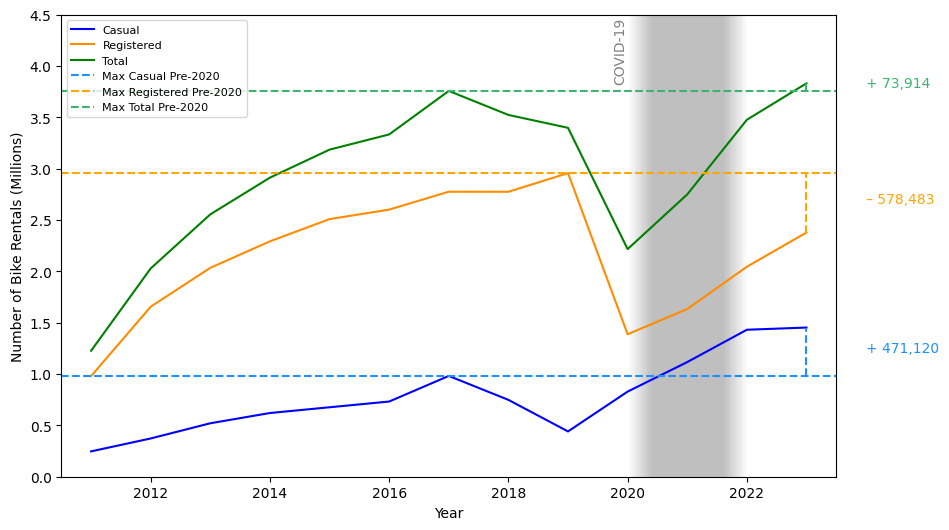 4.5
4.0
3.5
3.0
2.5
2.0
1.5
1.0
0.5
0.0
Number of Bike Rentals (Millions)
Casual
Registered
Total
Max Casual Pre-2020
Max Registered Pre-2020
Max Total Pre-2020
COVID-19
+ 73,914
– 578,483
+ 471,120
2012 2014 2016 2018 2020 2022
Year